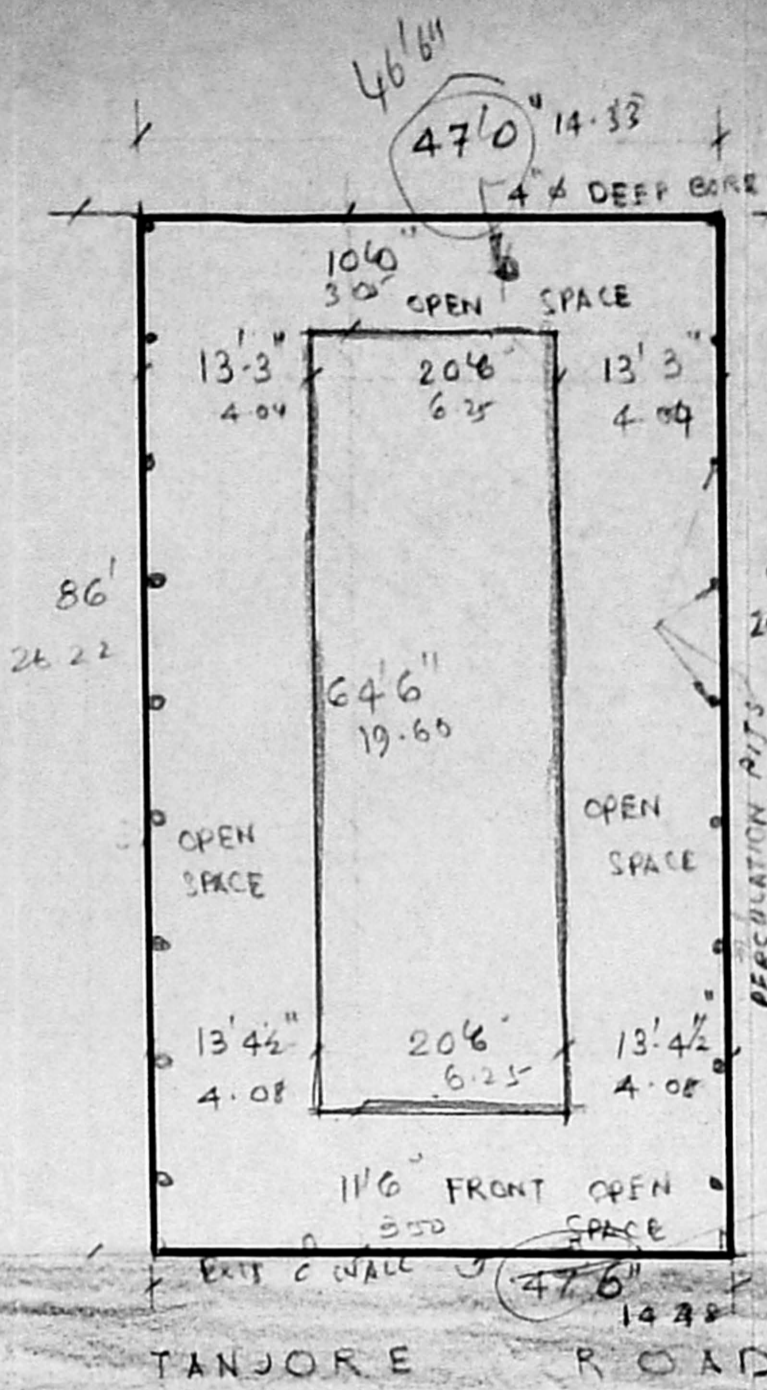 46'6"
47'0" 14.33
4" ⌀ DEEP BORE
10'0"
3.05 OPEN SPACE
13'-3" 20'6" 13' 3"
4.04 6.25 4.04
86'
26 22
64'6"
19.60
OPEN
SPACE
OPEN
SPACE
PERCULATION PITS
13'4½" 20'6" 13'-4½"
4.08 6.25 4.08
11'6" FRONT OPEN
3.50 SPACE
C WALL
47'6"
14 48
TANJORE ROAD